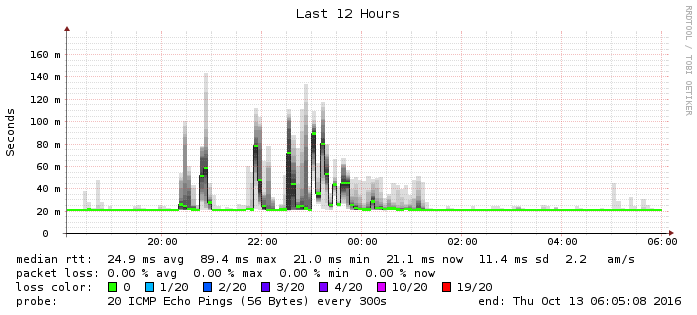 Last 12 Hours
RRDTOOL / TOBI OETIKER
Seconds
160 m
140 m
120 m
100 m
80 m
60 m
40 m
20 m
0
20:00 22:00 00:00 02:00 04:00 06:00
median rtt: 24.9 ms avg 89.4 ms max 21.0 ms min 21.1 ms now 11.4 ms sd 2.2 am/s
packet loss: 0.00 % avg 0.00 % max 0.00 % min 0.00 % now
loss color: 0 1/20 2/20 3/20 4/20 10/20 19/20
probe: 20 ICMP Echo Pings (56 Bytes) every 300s end: Thu Oct 13 06:05:08 2016